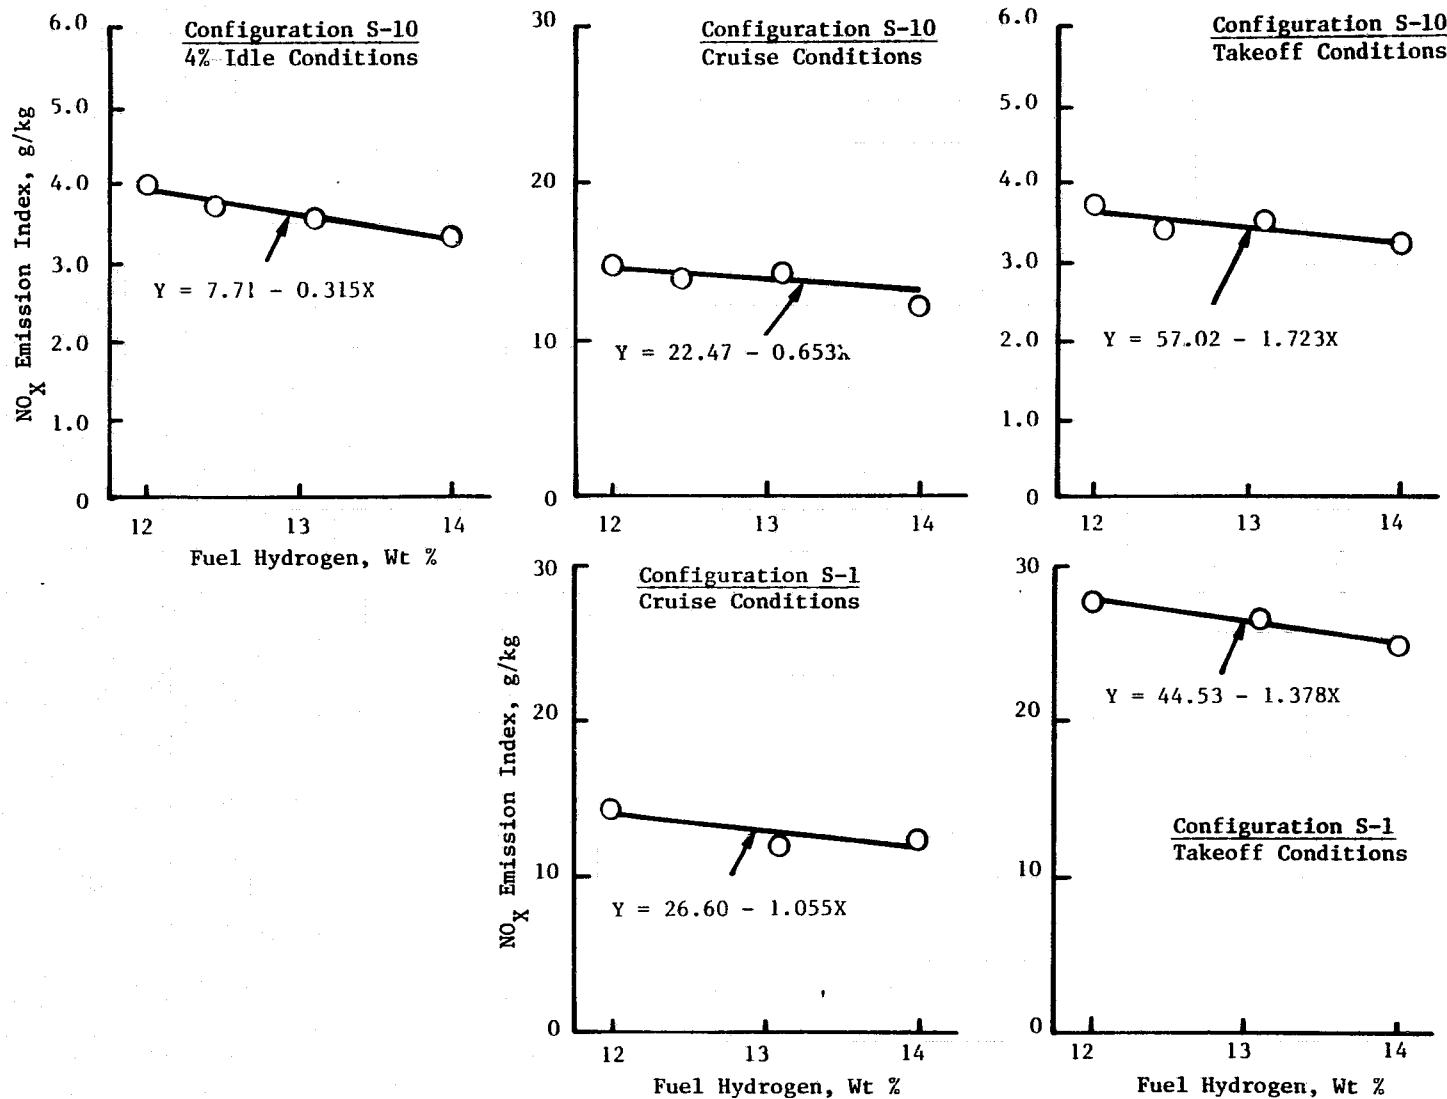 Configuration S-10
4% Idle Conditions
6.0
5.0
4.0
3.0
2.0
1.0
0
NOX Emission Index, g/kg
Y = 7.71 - 0.315X
12 13 14
Fuel Hydrogen, Wt %
Configuration S-10
Cruise Conditions
30
20
10
0
Y = 22.47 - 0.653X
12 13 14
Configuration S-10
Takeoff Conditions
6.0
5.0
4.0
3.0
2.0
1.0
0
Y = 57.02 - 1.723X
12 13 14
Configuration S-1
Cruise Conditions
30
20
10
0
NOX Emission Index, g/kg
Y = 26.60 - 1.055X
12 13 14
Fuel Hydrogen, Wt %
30
20
10
0
Y = 44.53 - 1.378X
Configuration S-1
Takeoff Conditions
12 13 14
Fuel Hydrogen, Wt %